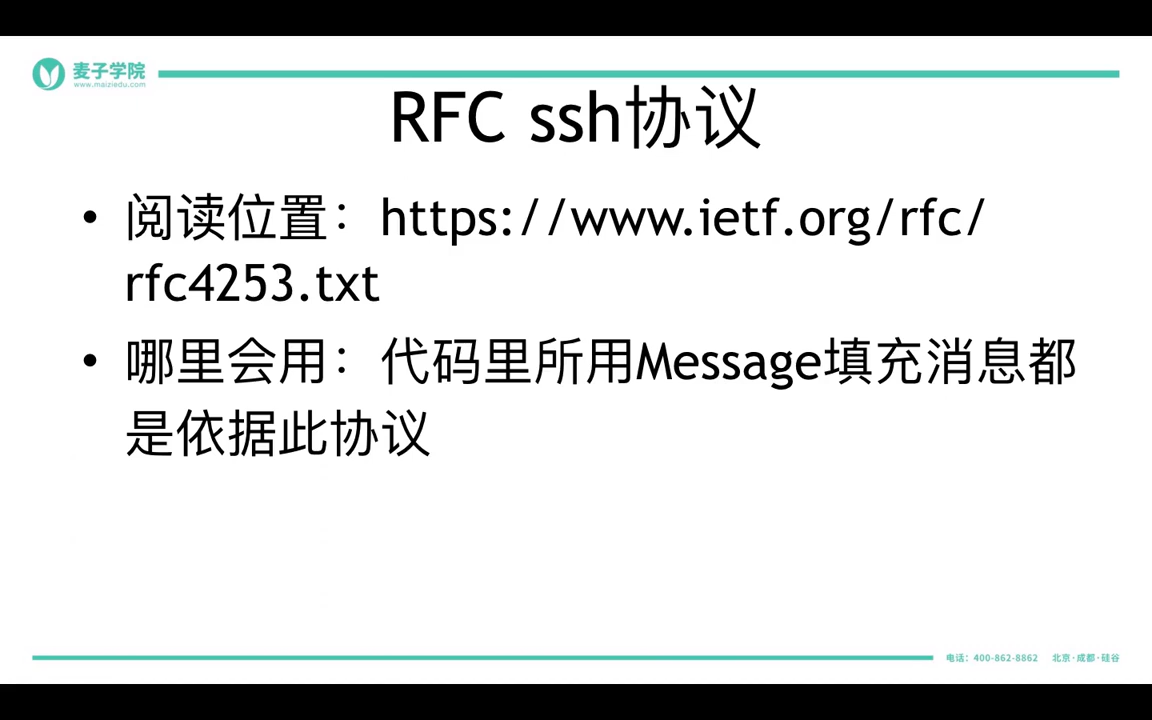 麦子学院
www.maiziedu.com
RFC ssh协议
• 阅读位置：https://www.ietf.org/rfc/
rfc4253.txt
• 哪里会用：代码里所用Message填充消息都
是依据此协议
电话：400-862-8862 北京·成都·硅谷